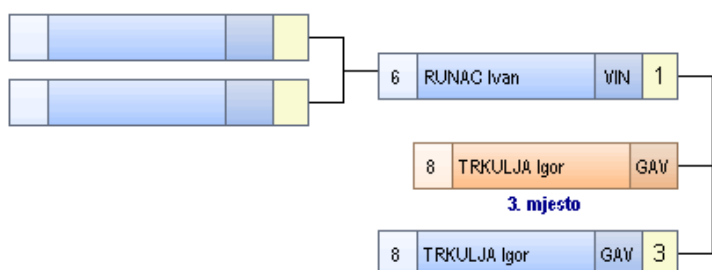 6 RUNAC Ivan VIN 1
8 TRKULJA Igor GAV
3. mjesto
8 TRKULJA Igor GAV 3